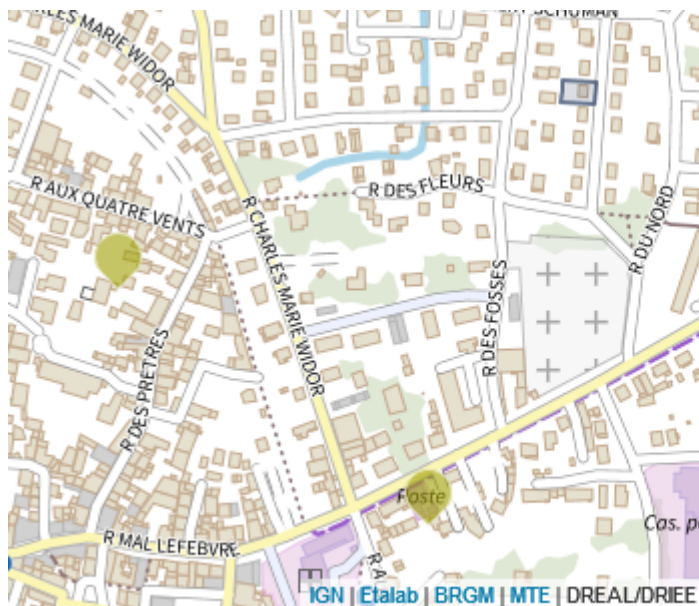 CHARLES MARIE WIDOR
SCHUMAN
R AUX QUATRE VENTS
R DES FLEURS
R CHARLES MARIE WIDOR
R DU NORD
R DES FOSSES
R DES PRETRES
Poste
R MAL LEFEBVRE
R A
Cas. p
IGN | Etalab | BRGM | MTE | DREAL/DRIEE